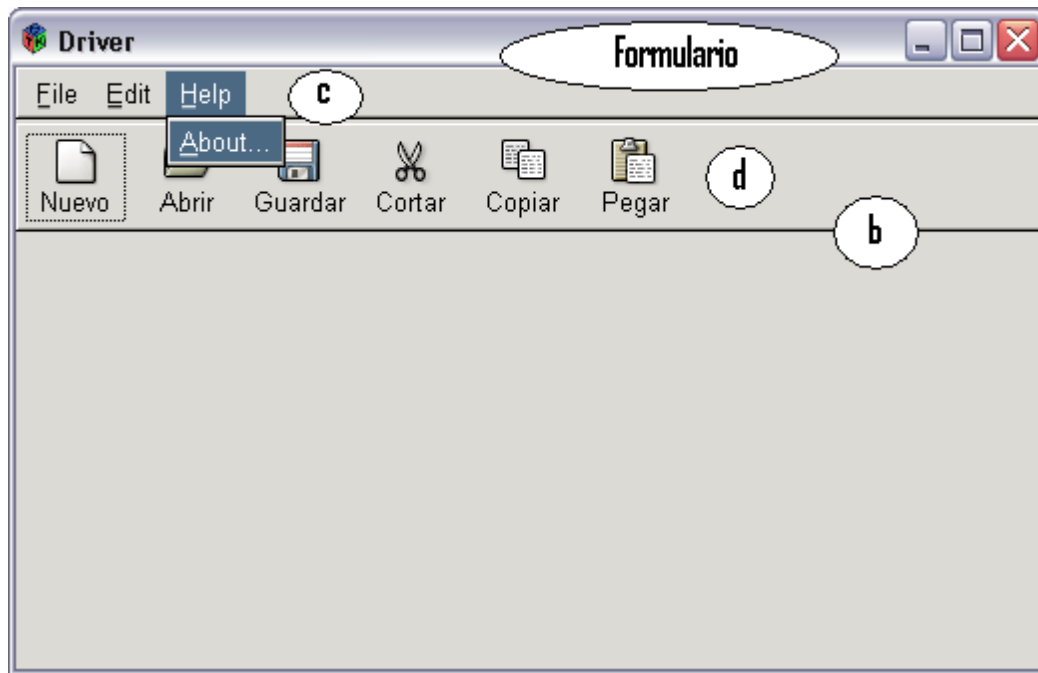 Driver
Formulario
File Edit Help
c
About...
Nuevo Abrir Guardar Cortar Copiar Pegar
d
b